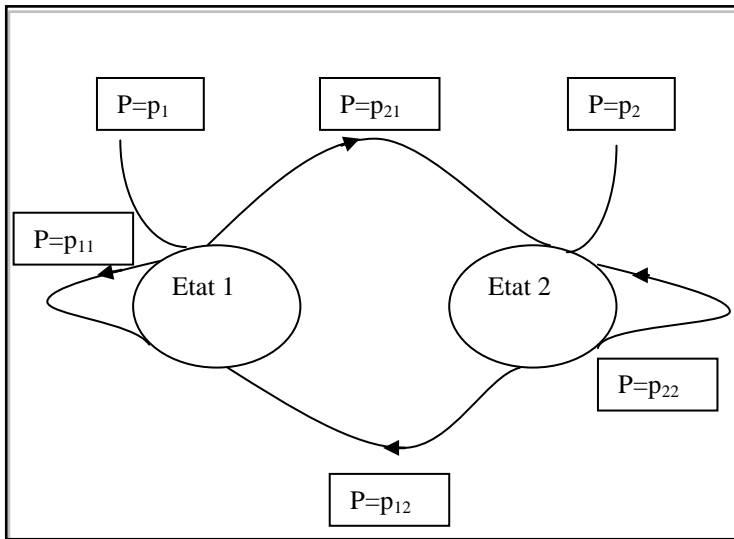 P=p₁
P=p₂₁
P=p₂
P=p₁₁
Etat 1
Etat 2
P=p₂₂
P=p₁₂